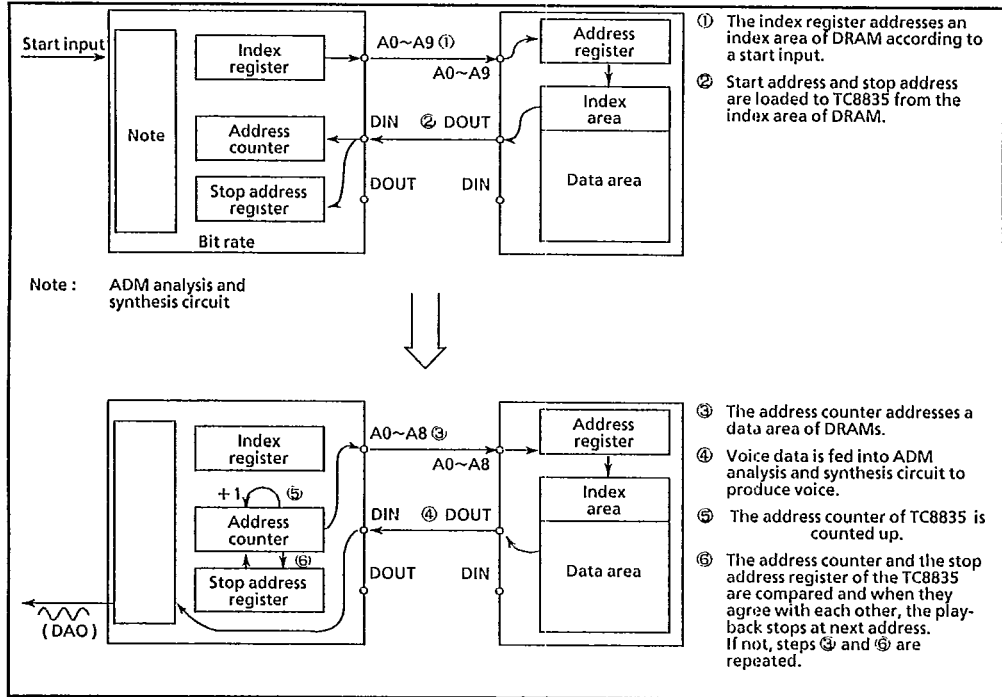 Start input
Note
Index
register
Address
counter
Stop address
register
Bit rate
A0~A9 ①
A0~A9
DIN ② DOUT
DOUT DIN
Address
register
Index
area
Data area
① The index register addresses an
index area of DRAM according to
a start input.
② Start address and stop address
are loaded to TC8835 from the
index area of DRAM.
Note : ADM analysis and
synthesis circuit
Index
register
+1 ⑤
Address
counter
⑥
Stop address
register
(DAO)
A0~A8 ③
A0~A8
DIN ④ DOUT
DOUT DIN
Address
register
Index
area
Data area
③ The address counter addresses a
data area of DRAMs.
④ Voice data is fed into ADM
analysis and synthesis circuit to
produce voice.
⑤ The address counter of TC8835 is
counted up.
⑥ The address counter and the stop
address register of the TC8835
are compared and when they
agree with each other, the play-
back stops at next address.
If not, steps ③ and ⑥ are
repeated.